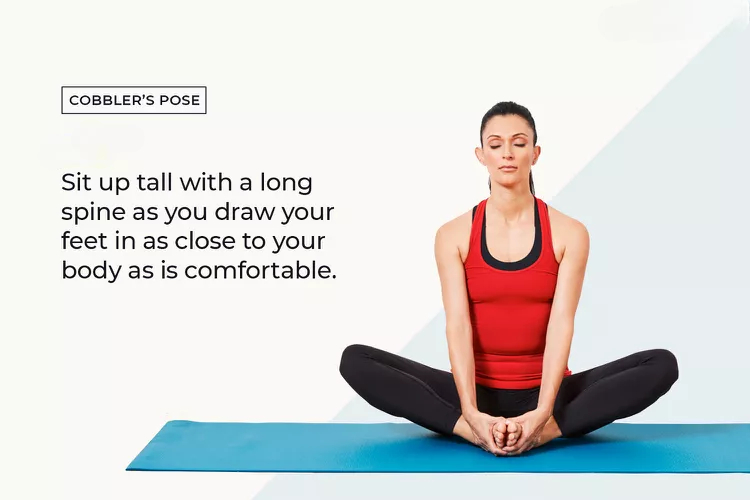 COBBLER'S POSE
Sit up tall with a long
spine as you draw your
feet in as close to your
body as is comfortable.